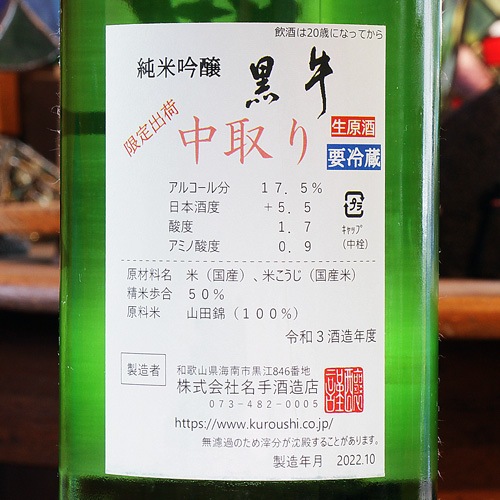 飲酒は20歳になってから
純米吟醸 黒牛
限定出荷
中取り
生原酒
要冷蔵
アルコール分 17.5%
日本酒度 +5.5
酸度 1.7
アミノ酸度 0.9
プラ
キャップ
(中栓)
原材料名 米(国産)、米こうじ(国産米)
精米歩合 50%
原料米 山田錦(100%)
令和3酒造年度
製造者
和歌山県海南市黒江846番地
株式会社名手酒造店
073-482-0005
https://www.kuroushi.co.jp/
無濾過のため滓分が沈殿することがあります。
製造年月 2022.10